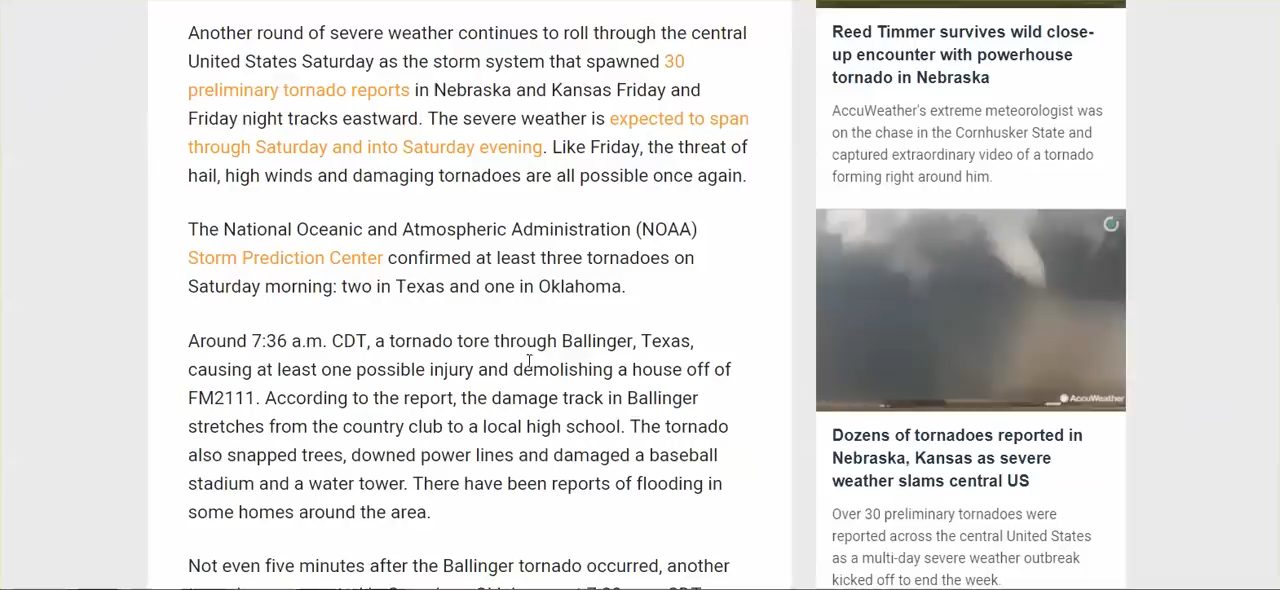 Another round of severe weather continues to roll through the central
United States Saturday as the storm system that spawned 30
preliminary tornado reports in Nebraska and Kansas Friday and
Friday night tracks eastward. The severe weather is expected to span
through Saturday and into Saturday evening. Like Friday, the threat of
hail, high winds and damaging tornadoes are all possible once again.
The National Oceanic and Atmospheric Administration (NOAA)
Storm Prediction Center confirmed at least three tornadoes on
Saturday morning: two in Texas and one in Oklahoma.
Around 7:36 a.m. CDT, a tornado tore through Ballinger, Texas,
causing at least one possible injury and demolishing a house off of
FM2111. According to the report, the damage track in Ballinger
stretches from the country club to a local high school. The tornado
also snapped trees, downed power lines and damaged a baseball
stadium and a water tower. There have been reports of flooding in
some homes around the area.
Not even five minutes after the Ballinger tornado occurred, another
Reed Timmer survives wild close-
up encounter with powerhouse
tornado in Nebraska
AccuWeather's extreme meteorologist was
on the chase in the Cornhusker State and
captured extraordinary video of a tornado
forming right around him.
AccuWeather
Dozens of tornadoes reported in
Nebraska, Kansas as severe
weather slams central US
Over 30 preliminary tornadoes were
reported across the central United States
as a multi-day severe weather outbreak
kicked off to end the week.